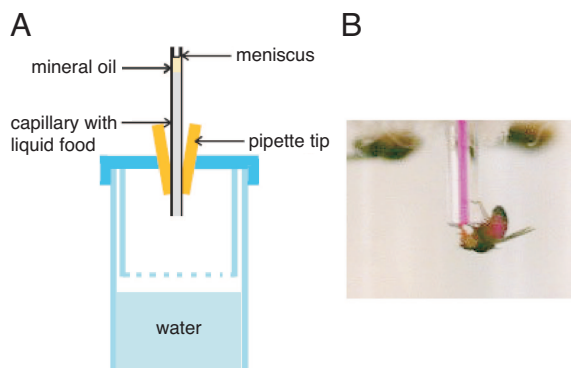 A
B
mineral oil
meniscus
capillary with
liquid food
pipette tip
water